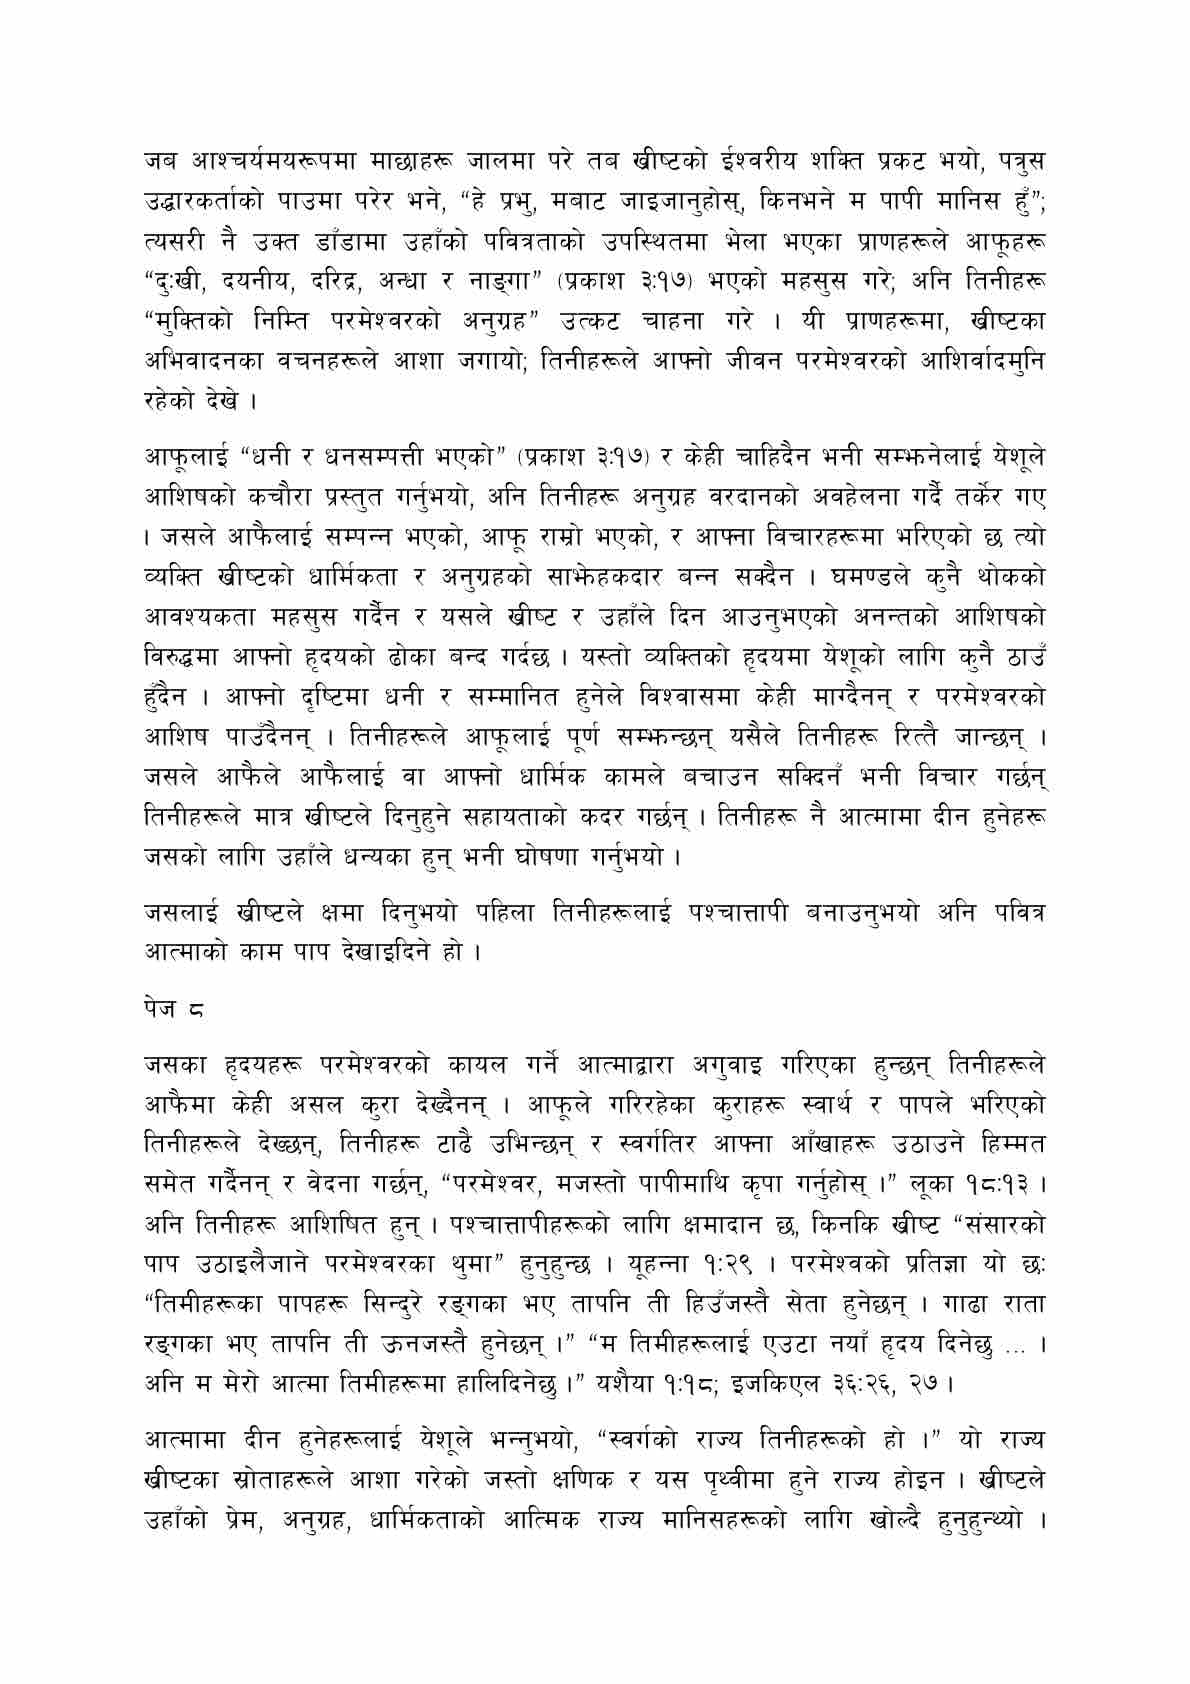 जब आश्चर्यमयरूपमा माछाहरू जालमा परे तब ख्रीष्टको ईश्वरीय शक्ति प्रकट भयो, पत्रुस
उद्धारकर्ताको पाउमा परेर भने, “हे प्रभु, मबाट जाइजानुहोस्, किनभने म पापी मानिस हुँ”;
त्यसरी नै उक्त डाँडामा उहाँको पवित्रताको उपस्थितमा भेला भएका प्राणहरूले आफूहरू
“दुःखी, दयनीय, दरिद्र, अन्धा र नाङ्गा” (प्रकाश ३:१७) भएको महसुस गरे; अनि तिनीहरू
“मुक्तिको निम्ति परमेश्वरको अनुग्रह” उत्कट चाहना गरे । यी प्राणहरूमा, ख्रीष्टका
अभिवादनका वचनहरूले आशा जगायो; तिनीहरूले आफ्नो जीवन परमेश्वरको आशिर्वादमुनि
रहेको देखे ।
आफूलाई “धनी र धनसम्पत्ती भएको” (प्रकाश ३:१७) र केही चाहिदैन भनी सम्झनेलाई येशूले
आशिषको कचौरा प्रस्तुत गर्नुभयो, अनि तिनीहरू अनुग्रह वरदानको अवहेलना गर्दै तर्केर गए
। जसले आफैलाई सम्पन्न भएको, आफू राम्रो भएको, र आफ्ना विचारहरूमा भरिएको छ त्यो
व्यक्ति ख्रीष्टको धार्मिकता र अनुग्रहको साझेहकदार बन्न सक्दैन । घमण्डले कुनै थोकको
आवश्यकता महसुस गर्दैन र यसले ख्रीष्ट र उहाँले दिन आउनुभएको अनन्तको आशिषको
विरुद्धमा आफ्नो हृदयको ढोका बन्द गर्दछ । यस्तो व्यक्तिको हृदयमा येशूको लागि कुनै ठाउँ
हुँदैन । आफ्नो दृष्टिमा धनी र सम्मानित हुनेले विश्वासमा केही माग्दैनन् र परमेश्वरको
आशिष पाउँदैनन् । तिनीहरूले आफूलाई पूर्ण सम्झन्छन् यसैले तिनीहरू रित्तै जान्छन् ।
जसले आफैले आफैलाई वा आफ्नो धार्मिक कामले बचाउन सक्दिनँ भनी विचार गर्छन्
तिनीहरूले मात्र ख्रीष्टले दिनुहुने सहायताको कदर गर्छन् । तिनीहरू नै आत्मामा दीन हुनेहरू
जसको लागि उहाँले धन्यका हुन् भनी घोषणा गर्नुभयो ।
जसलाई ख्रीष्टले क्षमा दिनुभयो पहिला तिनीहरूलाई पश्चात्तापी बनाउनुभयो अनि पवित्र
आत्माको काम पाप देखाइदिने हो ।
पेज ८
जसका हृदयहरू परमेश्वरको कायल गर्ने आत्माद्वारा अगुवाइ गरिएका हुन्छन् तिनीहरूले
आफैमा केही असल कुरा देख्दैनन् । आफूले गरिरहेका कुराहरू स्वार्थ र पापले भरिएको
तिनीहरूले देख्छन्, तिनीहरू टाढै उभिन्छन् र स्वर्गतिर आफ्ना आँखाहरू उठाउने हिम्मत
समेत गर्दैनन् र वेदना गर्छन्, “परमेश्वर, मजस्तो पापीमाथि कृपा गर्नुहोस् ।” लूका १८:१३ ।
अनि तिनीहरू आशिषित हुन् । पश्चात्तापीहरूको लागि क्षमादान छ, किनकि ख्रीष्ट “संसारको
पाप उठाइलैजाने परमेश्वरका थुमा” हुनुहुन्छ । यूहन्ना १:२९ । परमेश्वको प्रतिज्ञा यो छ:
“तिमीहरूका पापहरू सिन्दुरे रङ्गका भए तापनि ती हिउँजस्तै सेता हुनेछन् । गाढा राता
रङ्गका भए तापनि ती ऊनजस्तै हुनेछन् ।” “म तिमीहरूलाई एउटा नयाँ हृदय दिनेछु ... ।
अनि म मेरो आत्मा तिमीहरूमा हालिदिनेछु ।” यशैया १:१८; इजकिएल ३६:२६, २७ ।
आत्मामा दीन हुनेहरूलाई येशूले भन्नुभयो, “स्वर्गको राज्य तिनीहरूको हो ।” यो राज्य
ख्रीष्टका स्रोताहरूले आशा गरेको जस्तो क्षणिक र यस पृथ्वीमा हुने राज्य होइन । ख्रीष्टले
उहाँको प्रेम, अनुग्रह, धार्मिकताको आत्मिक राज्य मानिसहरूको लागि खोल्दै हुनुहुन्थ्यो ।